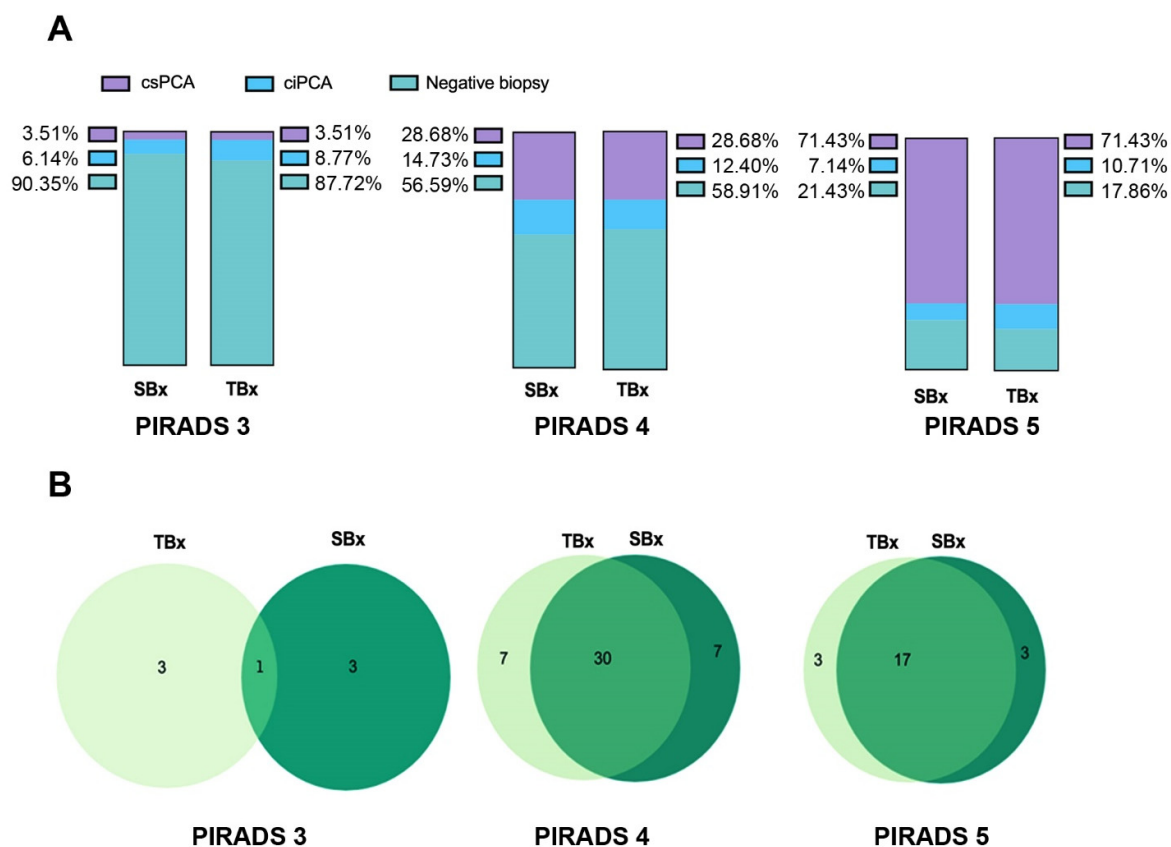 A
csPCA ciPCA Negative biopsy
3.51% 3.51% 28.68% 28.68% 71.43% 71.43%
6.14% 8.77% 14.73% 12.40% 7.14% 10.71%
90.35% 87.72% 56.59% 58.91% 21.43% 17.86%
SBx TBx SBx TBx SBx TBx
PIRADS 3 PIRADS 4 PIRADS 5
B
TBx SBx TBx SBx TBx SBx
3 1 3 7 30 7 3 17 3
PIRADS 3 PIRADS 4 PIRADS 5